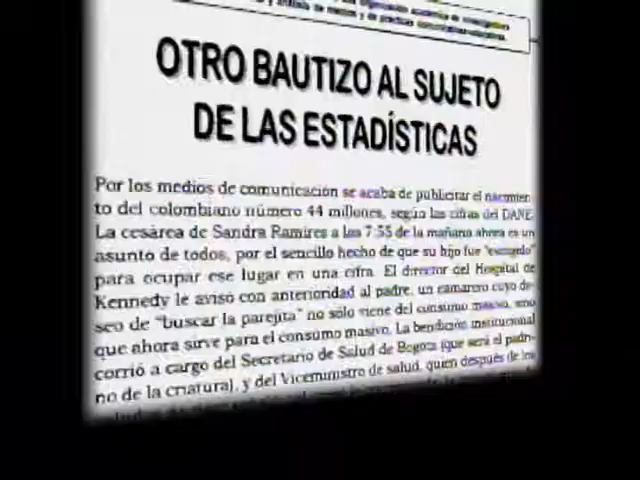 OTRO BAUTIZO AL SUJETO
DE LAS ESTADÍSTICAS
Por los medios de comunicación se acaba de publicitar el nacimien
to del colombiano número 44 millones, según las cifras del DANE.
La cesárea de Sandra Ramires a las 7:55 de la mañana ahora es un
asunto de todos, por el sencillo hecho de que su hijo fue "escogido"
para ocupar ese lugar en una cifra. El director del Hospital de
Kennedy le avisó con anterioridad al padre, un camarero cuyo de-
seo de "buscar la parejita" no sólo viene del consumo masivo, sino
que ahora sirve para el consumo masivo. La bendición institucional
corrió a cargo del Secretario de Salud de Bogotá (que será el padri-
no de la criatura), y del Viceministro de salud, quien después de